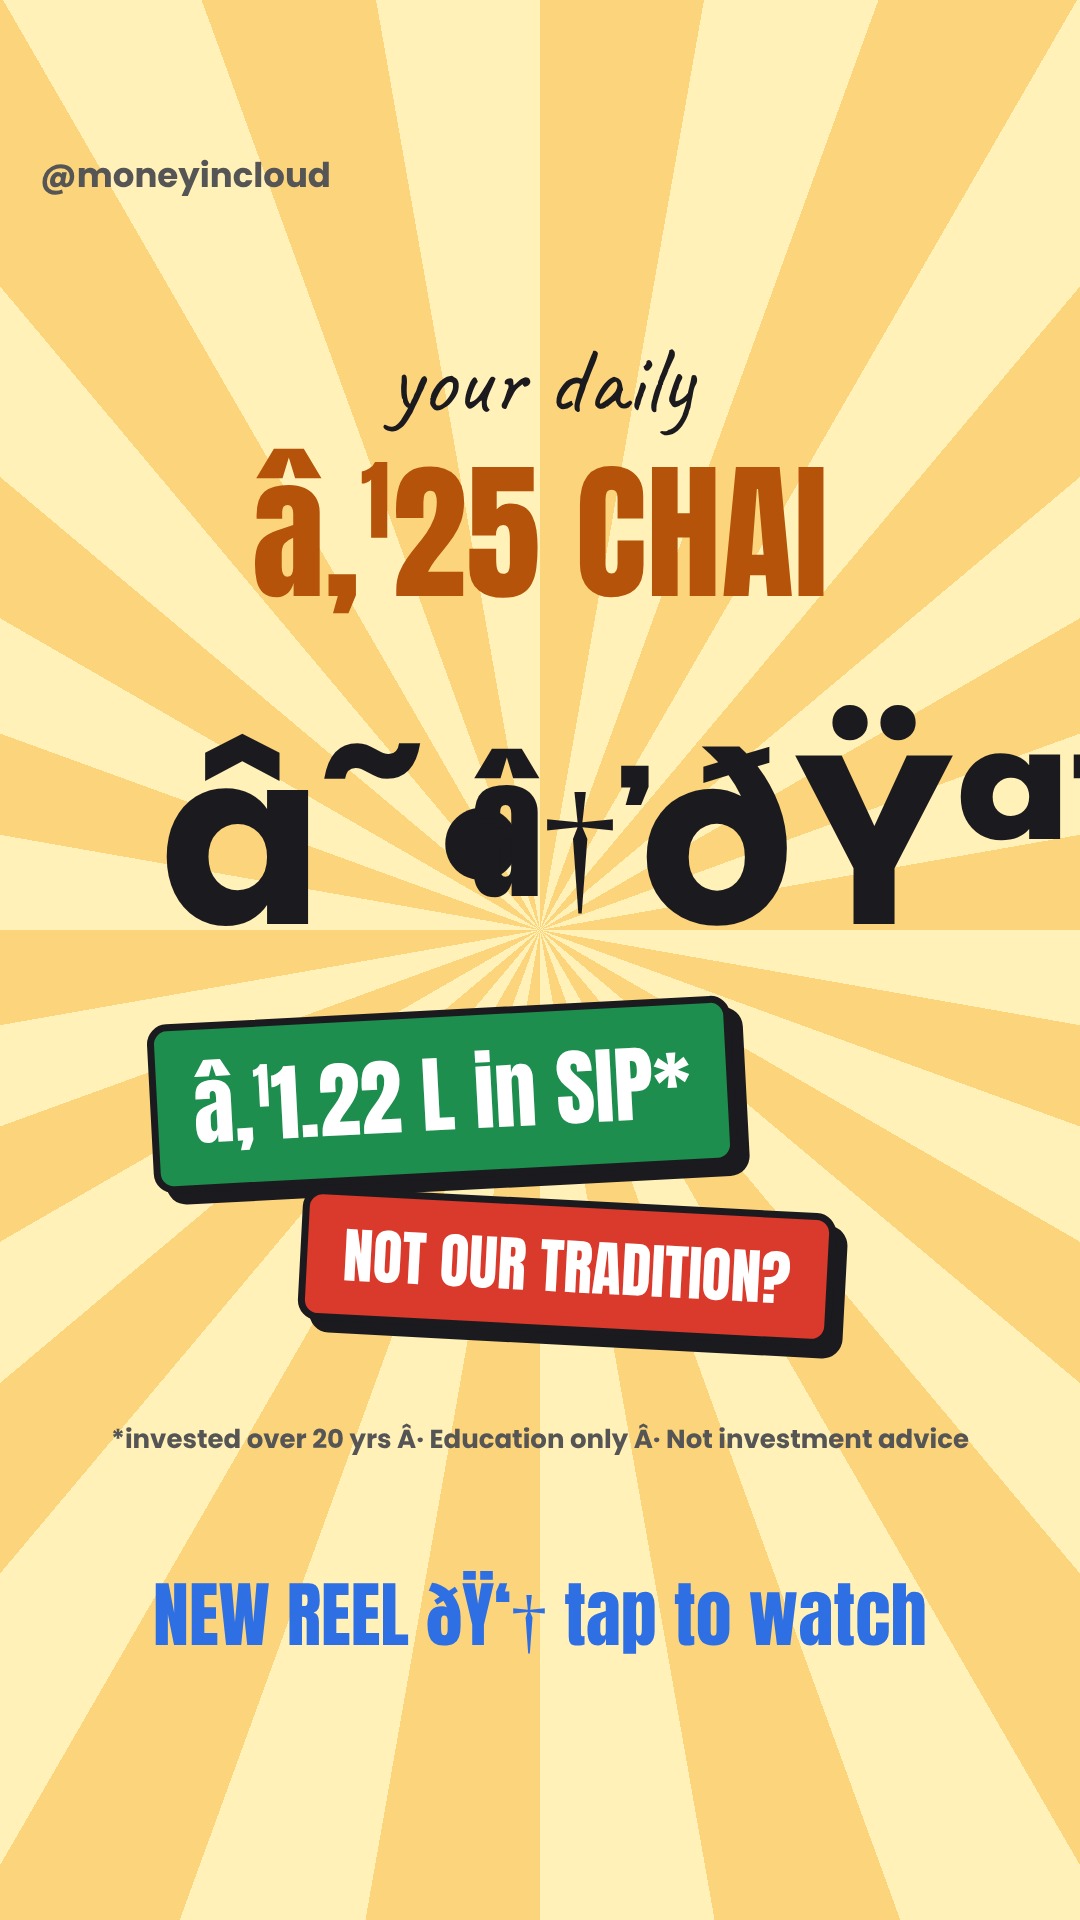 @moneyincloud
your daily
â‚¹25 CHAI
â˜ â†’ ðŸª
â‚¹1.22 L in SIP*
NOT OUR TRADITION?
*invested over 20 yrs Â· Education only Â· Not investment advice
NEW REEL ðŸ‘† tap to watch